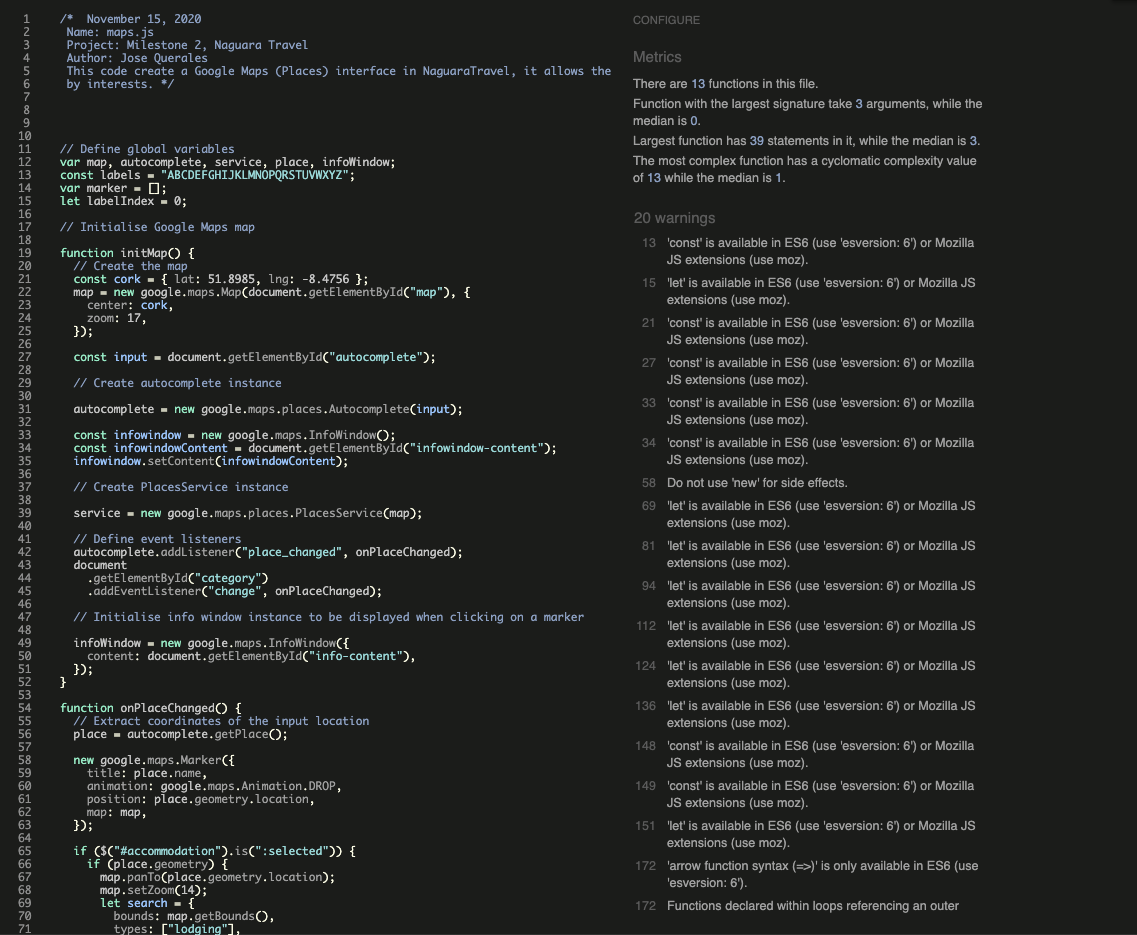 1 /*  November 15, 2020
2 Name: maps.js
3 Project: Milestone 2, Naguara Travel
4 Author: Jose Querales
5 This code create a Google Maps (Places) interface in NaguaraTravel, it allows the
6 by interests. */
7
8
9
10
11 // Define global variables
12 var map, autocomplete, service, place, infoWindow;
13 const labels = "ABCDEFGHIJKLMNOPQRSTUVWXYZ";
14 var marker = [];
15 let labelIndex = 0;
16
17 // Initialise Google Maps map
18
19 function initMap() {
20 // Create the map
21 const cork = { lat: 51.8985, lng: -8.4756 };
22 map = new google.maps.Map(document.getElementById("map"), {
23 center: cork,
24 zoom: 17,
25 });
26
27 const input = document.getElementById("autocomplete");
28
29 // Create autocomplete instance
30
31 autocomplete = new google.maps.places.Autocomplete(input);
32
33 const infowindow = new google.maps.InfoWindow();
34 const infowindowContent = document.getElementById("infowindow-content");
35 infowindow.setContent(infowindowContent);
36
37 // Create PlacesService instance
38
39 service = new google.maps.places.PlacesService(map);
40
41 // Define event listeners
42 autocomplete.addListener("place_changed", onPlaceChanged);
43 document
44 .getElementById("category")
45 .addEventListener("change", onPlaceChanged);
46
47 // Initialise info window instance to be displayed when clicking on a marker
48
49 infoWindow = new google.maps.InfoWindow({
50 content: document.getElementById("info-content"),
51 });
52 }
53
54 function onPlaceChanged() {
55 // Extract coordinates of the input location
56 place = autocomplete.getPlace();
57
58 new google.maps.Marker({
59 title: place.name,
60 animation: google.maps.Animation.DROP,
61 position: place.geometry.location,
62 map: map,
63 });
64
65 if ($("#accommodation").is(":selected")) {
66 if (place.geometry) {
67 map.panTo(place.geometry.location);
68 map.setZoom(14);
69 let search = {
70 bounds: map.getBounds(),
71 types: ["lodging"],
CONFIGURE
Metrics
There are 13 functions in this file.
Function with the largest signature take 3 arguments, while the
median is 0.
Largest function has 39 statements in it, while the median is 3.
The most complex function has a cyclomatic complexity value
of 13 while the median is 1.
20 warnings
13 'const' is available in ES6 (use 'esversion: 6') or Mozilla
JS extensions (use moz).
15 'let' is available in ES6 (use 'esversion: 6') or Mozilla JS
extensions (use moz).
21 'const' is available in ES6 (use 'esversion: 6') or Mozilla
JS extensions (use moz).
27 'const' is available in ES6 (use 'esversion: 6') or Mozilla
JS extensions (use moz).
33 'const' is available in ES6 (use 'esversion: 6') or Mozilla
JS extensions (use moz).
34 'const' is available in ES6 (use 'esversion: 6') or Mozilla
JS extensions (use moz).
58 Do not use 'new' for side effects.
69 'let' is available in ES6 (use 'esversion: 6') or Mozilla JS
extensions (use moz).
81 'let' is available in ES6 (use 'esversion: 6') or Mozilla JS
extensions (use moz).
94 'let' is available in ES6 (use 'esversion: 6') or Mozilla JS
extensions (use moz).
112 'let' is available in ES6 (use 'esversion: 6') or Mozilla JS
extensions (use moz).
124 'let' is available in ES6 (use 'esversion: 6') or Mozilla JS
extensions (use moz).
136 'let' is available in ES6 (use 'esversion: 6') or Mozilla JS
extensions (use moz).
148 'const' is available in ES6 (use 'esversion: 6') or Mozilla
JS extensions (use moz).
149 'const' is available in ES6 (use 'esversion: 6') or Mozilla
JS extensions (use moz).
151 'let' is available in ES6 (use 'esversion: 6') or Mozilla JS
extensions (use moz).
172 'arrow function syntax (=>)' is only available in ES6 (use
'esversion: 6').
172 Functions declared within loops referencing an outer